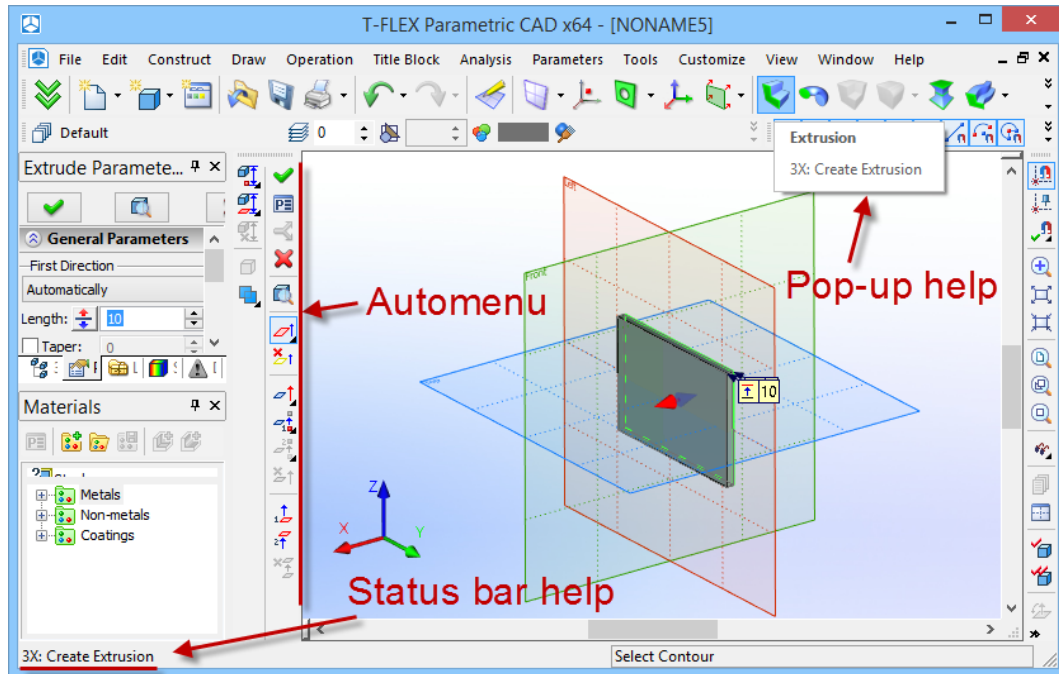 T-FLEX Parametric CAD x64 - [NONAME5]
File Edit Construct Draw Operation Title Block Analysis Parameters Tools Customize View Window Help
Default
0
Extrusion
3X: Create Extrusion
Extrude Paramete...
General Parameters
First Direction
Automatically
Length: 10
Taper: 0
Materials
Metals
Non-metals
Coatings
Left
Front
10
Z
X
Y
Automenu
Pop-up help
Status bar help
3X: Create Extrusion
Select Contour